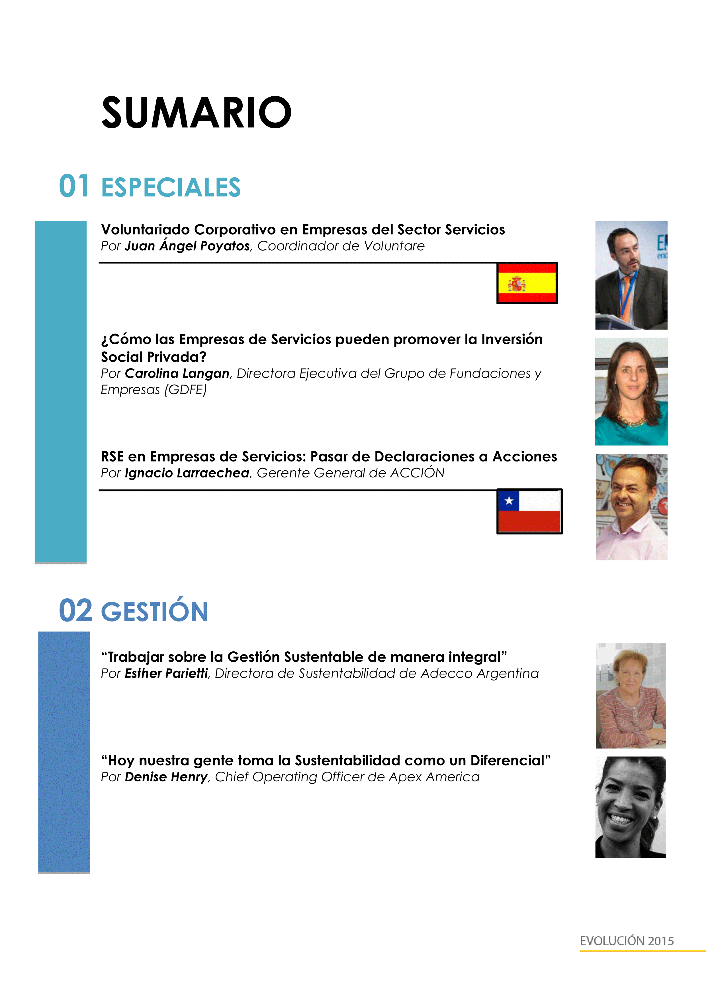 SUMARIO
01 ESPECIALES
Voluntariado Corporativo en Empresas del Sector Servicios
Por Juan Ángel Poyatos, Coordinador de Voluntare
¿Cómo las Empresas de Servicios pueden promover la Inversión
Social Privada?
Por Carolina Langan, Directora Ejecutiva del Grupo de Fundaciones y
Empresas (GDFE)
RSE en Empresas de Servicios: Pasar de Declaraciones a Acciones
Por Ignacio Larraechea, Gerente General de ACCIÓN
02 GESTIÓN
“Trabajar sobre la Gestión Sustentable de manera integral”
Por Esther Parietti, Directora de Sustentabilidad de Adecco Argentina
“Hoy nuestra gente toma la Sustentabilidad como un Diferencial”
Por Denise Henry, Chief Operating Officer de Apex America
EVOLUCIÓN 2015